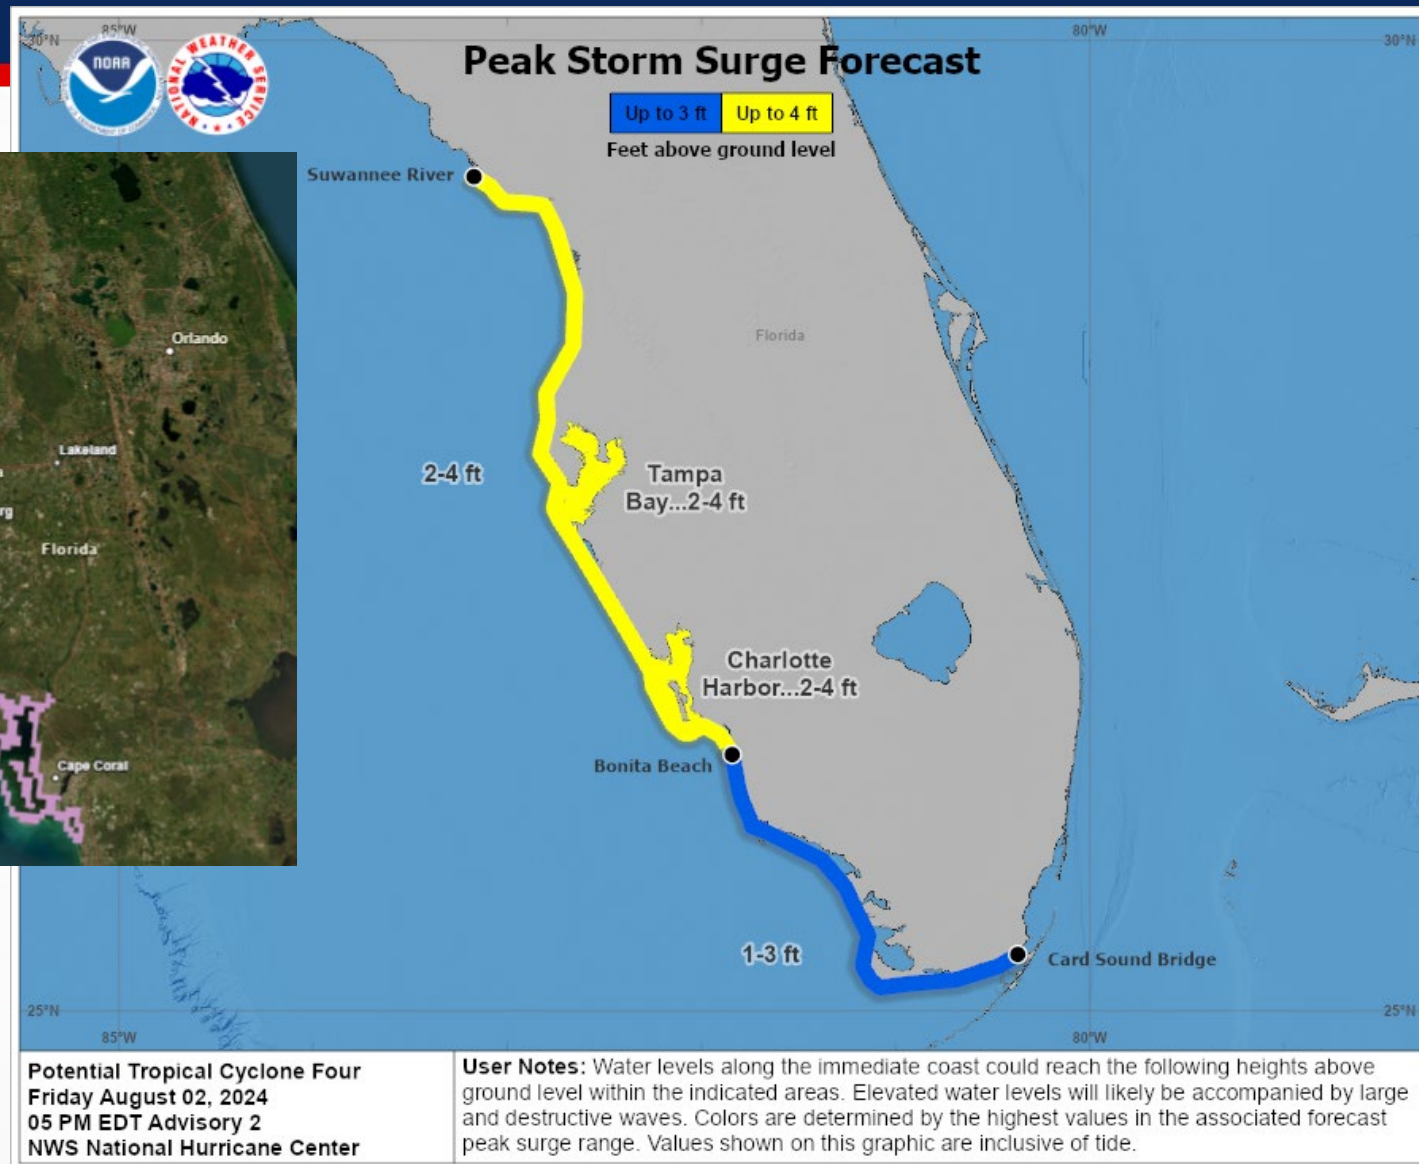 85°W
80°W
30°N
30°N
NOAA
NATIONAL WEATHER SERVICE
Peak Storm Surge Forecast
Up to 3 ft
Up to 4 ft
Feet above ground level
Suwannee River
Orlando
Florida
Lakeland
2-4 ft
Tampa
Bay...2-4 ft
rg
Florida
Charlotte
Harbor...2-4 ft
Cape Coral
Bonita Beach
1-3 ft
Card Sound Bridge
25°N
25°N
85°W
80°W
Potential Tropical Cyclone Four
Friday August 02, 2024
05 PM EDT Advisory 2
NWS National Hurricane Center
User Notes: Water levels along the immediate coast could reach the following heights above
ground level within the indicated areas. Elevated water levels will likely be accompanied by large
and destructive waves. Colors are determined by the highest values in the associated forecast
peak surge range. Values shown on this graphic are inclusive of tide.